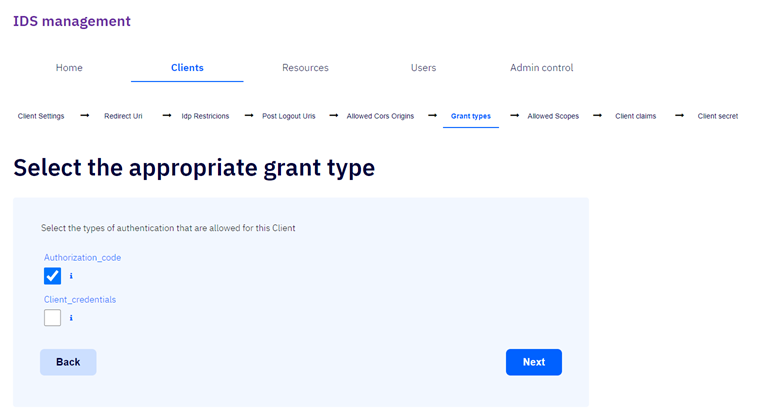 IDS management
Home Clients Resources Users Admin control
Client Settings → Redirect Uri → Idp Restricions → Post Logout Uris → Allowed Cors Origins → Grant types → Allowed Scopes → Client claims → Client secret
Select the appropriate grant type
Select the types of authentication that are allowed for this Client
Authorization_code
i
Client_credentials
i
Back Next